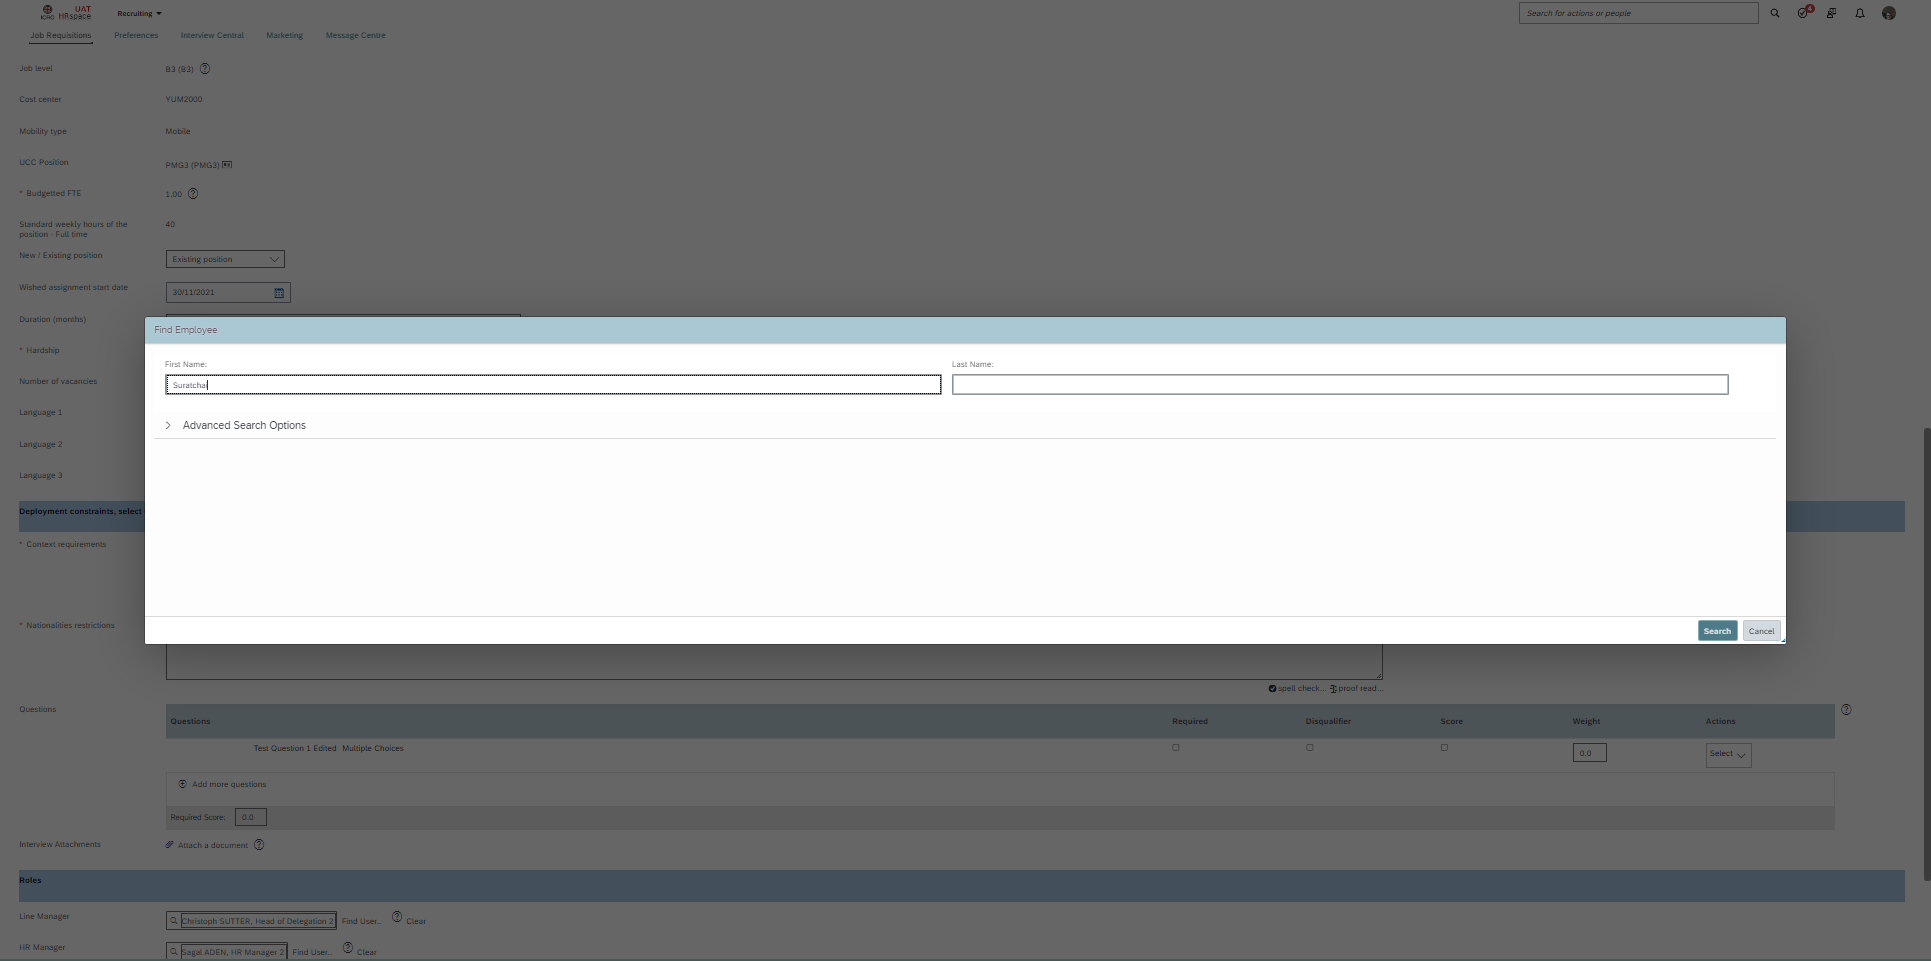 UAT
ICRC HRspace
Recruiting
Search for actions or people
4
Job Requisitions Preferences Interview Central Marketing Message Centre
Job level B3 (B3)
Cost center YUM2000
Mobility type Mobile
UCC Position PMG3 (PMG3)
* Budgetted FTE 1.00
Standard weekly hours of the 40
position - Full time
New / Existing position Existing position
Wished assignment start date 30/11/2021
Duration (months)
Find Employee
* Hardship
First Name: Last Name:
Number of vacancies
Suratchai
Language 1
Advanced Search Options
Language 2
Language 3
Deployment constraints, select
* Context requirements
* Nationalities restrictions
Search Cancel
spell check... proof read...
Questions
Questions Required Disqualifier Score Weight Actions
Test Question 1 Edited Multiple Choices 0.0 Select
Add more questions
Required Score: 0.0
Interview Attachments Attach a document
Roles
Line Manager Christoph SUTTER, Head of Delegation 2 Find User... Clear
HR Manager Sagal ADEN, HR Manager 2 Find User... Clear